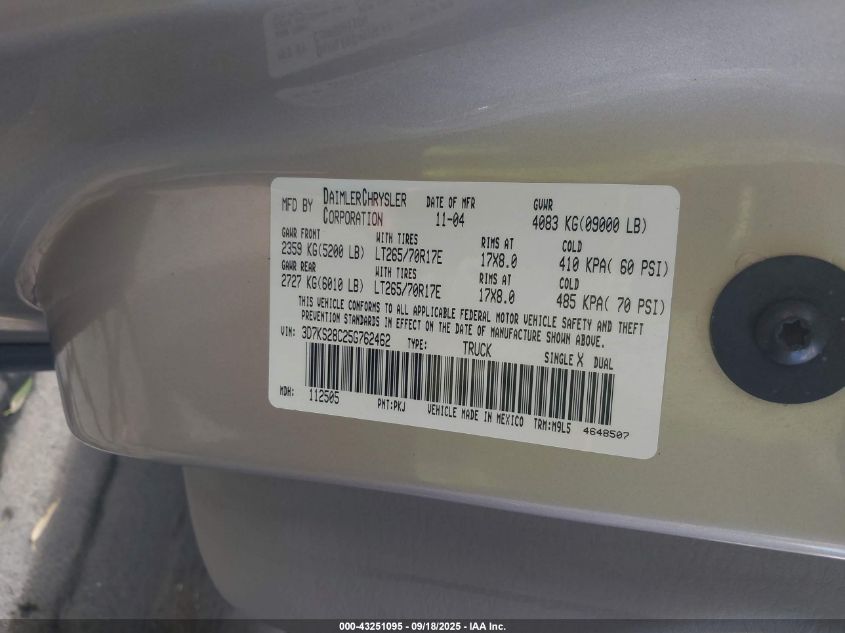 MFD BY DAIMLERCHRYSLER CORPORATION DATE OF MFR 11-04 GVWR 4083 KG(09000 LB)
GAWR FRONT WITH TIRES RIMS AT COLD
2359 KG(5200 LB) LT265/70R17E 17X8.0 410 KPA( 60 PSI)
GAWR REAR WITH TIRES RIMS AT COLD
2727 KG(6010 LB) LT265/70R17E 17X8.0 485 KPA( 70 PSI)
THIS VEHICLE CONFORMS TO ALL APPLICABLE FEDERAL MOTOR VEHICLE SAFETY AND THEFT
PREVENTION STANDARDS IN EFFECT ON THE DATE OF MANUFACTURE SHOWN ABOVE.
VIN: 3D7KS28C25G762462 TYPE: TRUCK SINGLE X DUAL
MDH: 112505 PNT:PKJ VEHICLE MADE IN MEXICO TRM:M9L5 4648507
000-43251095 - 09/18/2025 - IAA Inc.